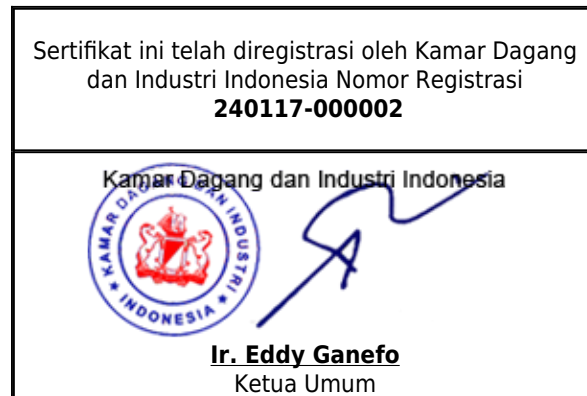 Sertifikat ini telah diregistrasi oleh Kamar Dagang
dan Industri Indonesia Nomor Registrasi
240117-000002
Kamar Dagang dan Industri Indonesia
KAMAR DAGANG DAN INDUSTRI
INDONESIA
Ir. Eddy Ganefo
Ketua Umum